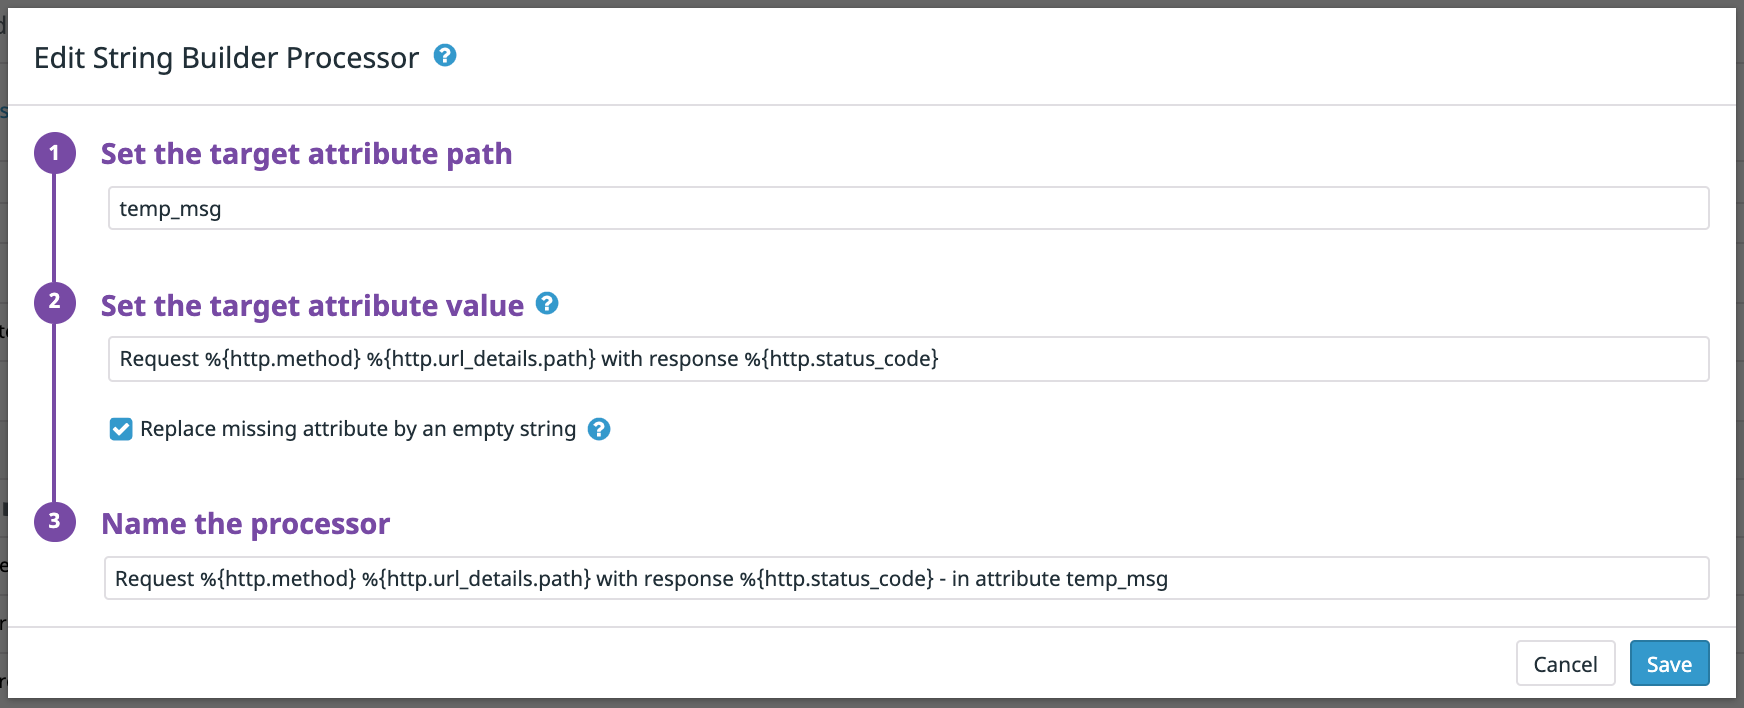 Edit String Builder Processor ?
1 Set the target attribute path
temp_msg
2 Set the target attribute value ?
Request %{http.method} %{http.url_details.path} with response %{http.status_code}
Replace missing attribute by an empty string ?
3 Name the processor
Request %{http.method} %{http.url_details.path} with response %{http.status_code} - in attribute temp_msg
Cancel Save